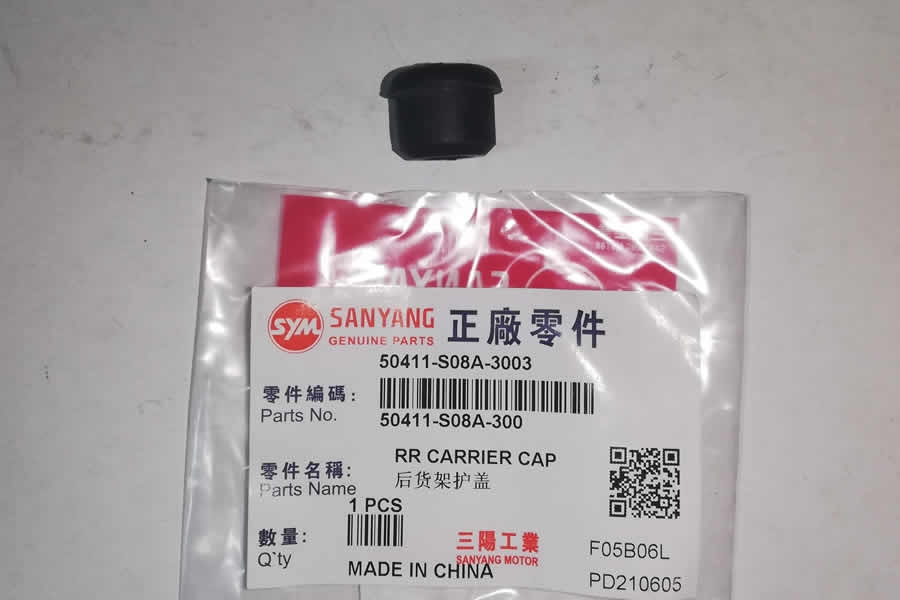 SYM SANYANG 正廠零件
GENUINE PARTS
50411-S08A-3003
零件編碼:
Parts No.
50411-S08A-300
RR CARRIER CAP
零件名稱:
后货架护盖
Parts Name
1 PCS
數量:
Q`ty
三陽工業
SANYANG MOTOR
MADE IN CHINA
F05B06L
PD210605